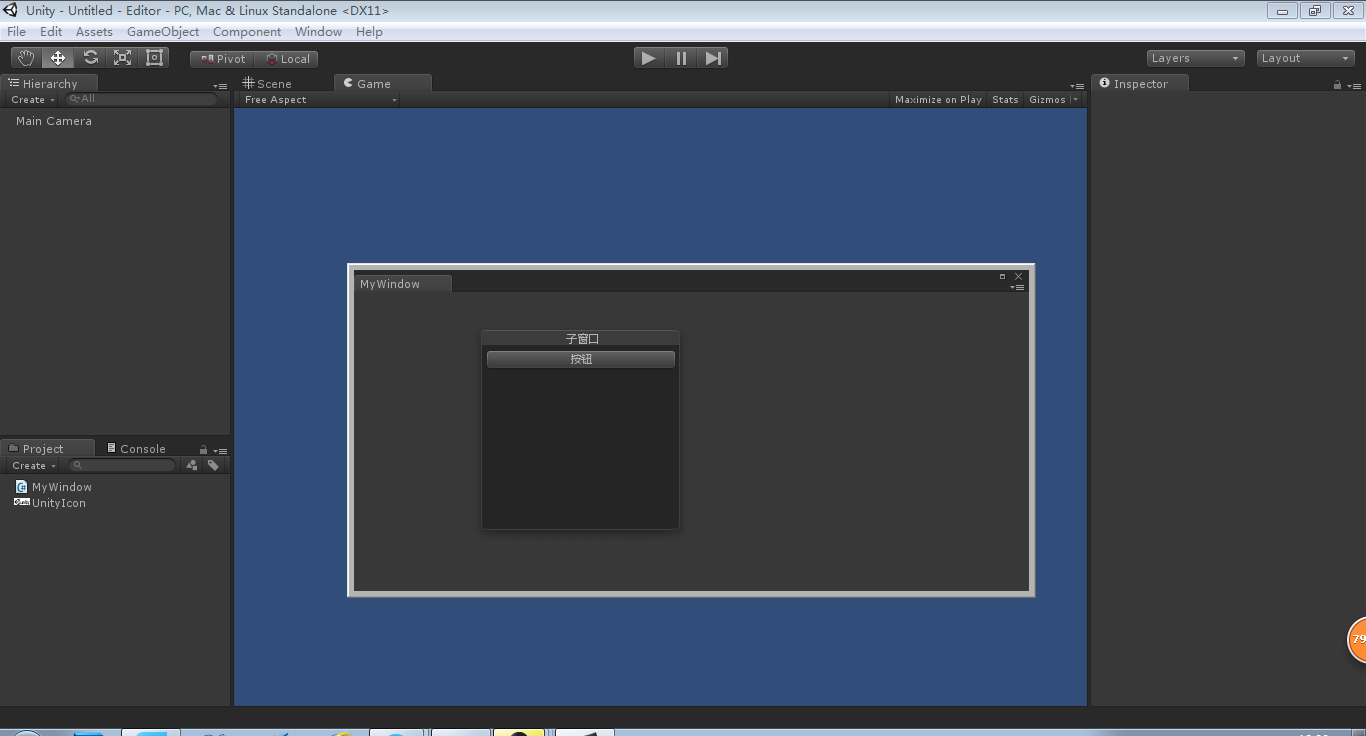 Unity - Untitled - Editor - PC, Mac & Linux Standalone <DX11>
File Edit Assets GameObject Component Window Help
Pivot Local Layers Layout
Hierarchy
Create All
Main Camera
Scene Game
Free Aspect Maximize on Play Stats Gizmos
MyWindow
子窗口
按钮
Inspector
Project Console
Create
MyWindow
UnityIcon
79